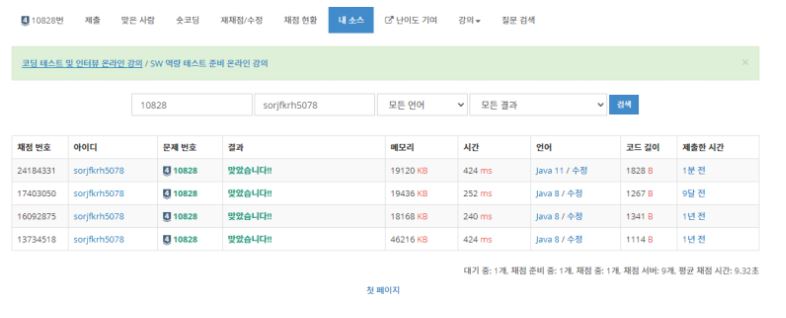 4 10828번 제출 맞은 사람 숏코딩 재채점/수정 채점 현황 내 소스 난이도 기여 강의 질문 검색
코딩 테스트 및 인터뷰 온라인 강의 / SW 역량 테스트 준비 온라인 강의 ×
10828 sorjfkrh5078 모든 언어 모든 결과 검색
채점 번호 아이디 문제 번호 결과 메모리 시간 언어 코드 길이 제출한 시간
24184331 sorjfkrh5078 4 10828 맞았습니다!! 19120 KB 424 ms Java 11 / 수정 1828 B 1분 전
17403050 sorjfkrh5078 4 10828 맞았습니다!! 19436 KB 252 ms Java 8 / 수정 1267 B 9달 전
16092875 sorjfkrh5078 4 10828 맞았습니다!! 18168 KB 240 ms Java 8 / 수정 1341 B 1년 전
13734518 sorjfkrh5078 4 10828 맞았습니다!! 46216 KB 424 ms Java 8 / 수정 1114 B 1년 전
대기 중: 1개, 채점 준비 중: 1개, 채점 중: 1개, 채점 서버: 9개, 평균 채점 시간: 9.32초
첫 페이지